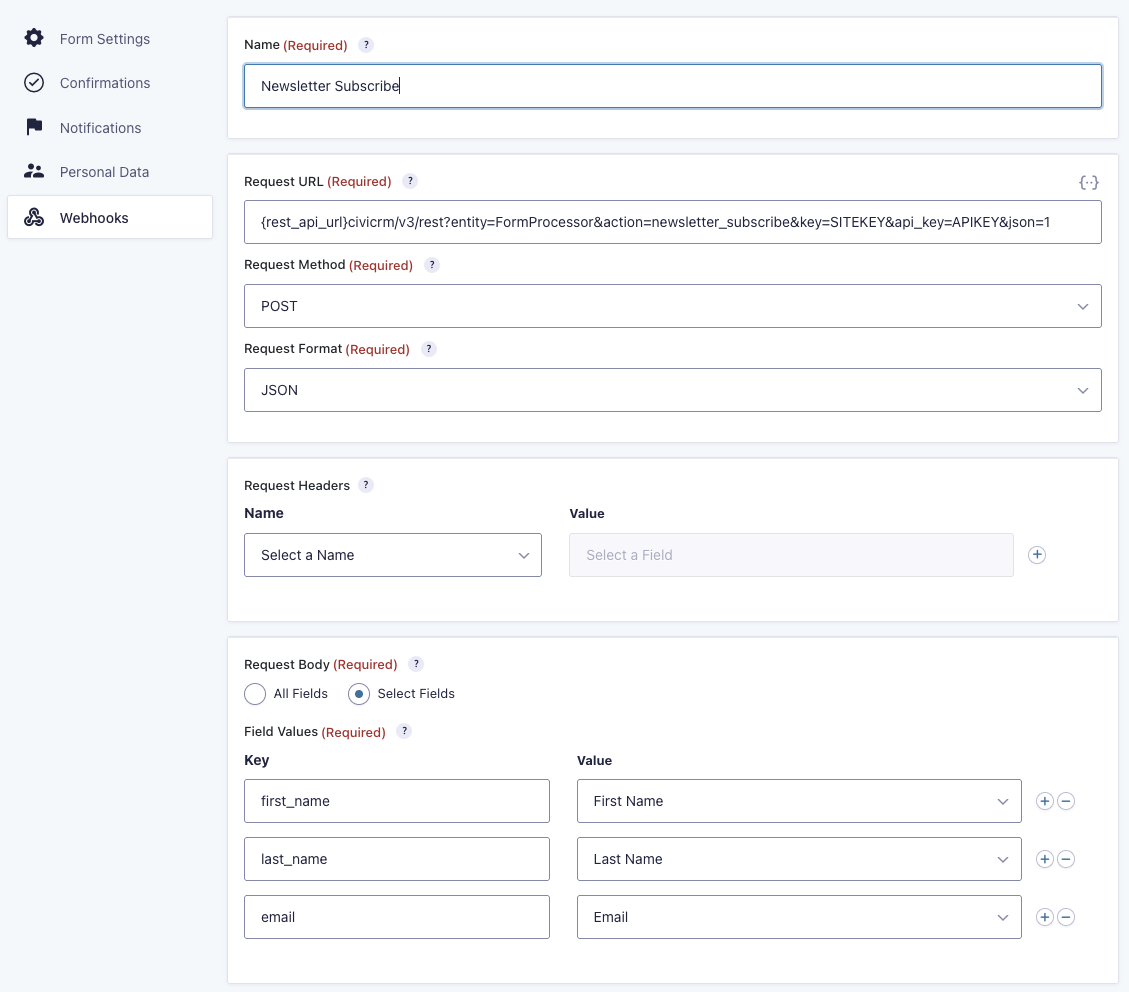 Form Settings
Confirmations
Notifications
Personal Data
Webhooks
Name (Required) ?
Newsletter Subscribe
Request URL (Required) ?
{rest_api_url}civicrm/v3/rest?entity=FormProcessor&action=newsletter_subscribe&key=SITEKEY&api_key=APIKEY&json=1
Request Method (Required) ?
POST
Request Format (Required) ?
JSON
Request Headers ?
Name Value
Select a Name Select a Field
Request Body (Required) ?
All Fields Select Fields
Field Values (Required) ?
Key Value
first_name First Name
last_name Last Name
email Email